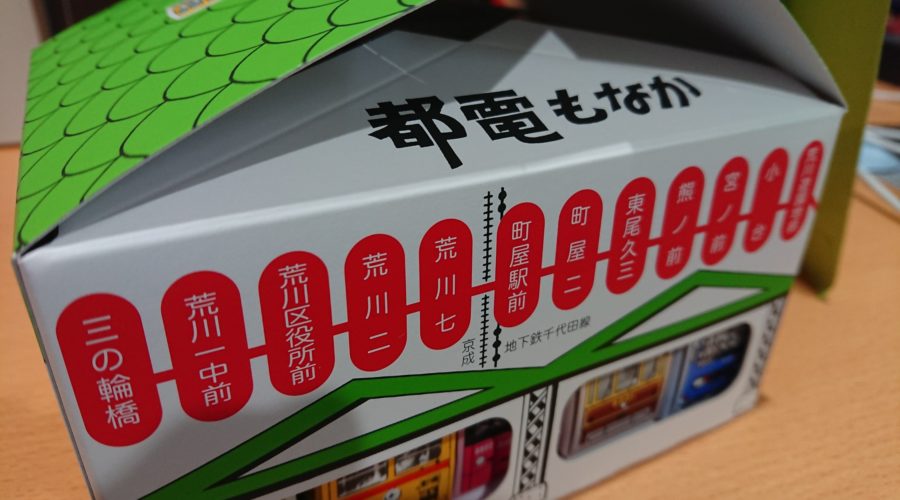 都電もなか
三の輪橋
荒川一中前
荒川区役所前
荒川二
荒川七
町屋駅前
町屋二
東尾久三
熊ノ前
宮ノ前
小台
京成
地下鉄千代田線